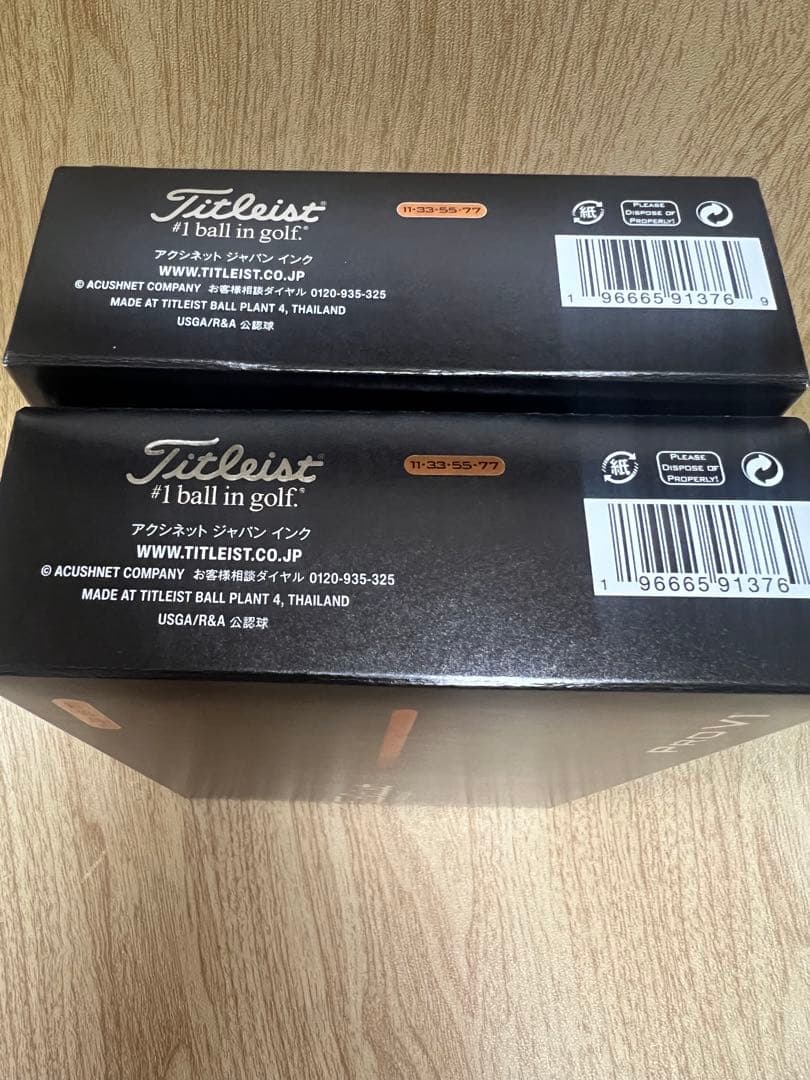 Titleist®
#1 ball in golf.®
アクシネット ジャパン インク
WWW.TITLEIST.CO.JP
© ACUSHNET COMPANY お客様相談ダイヤル 0120-935-325
MADE AT TITLEIST BALL PLANT 4, THAILAND
USGA/R&A 公認球
11·33·55·77
紙
PLEASE
DISPOSE OF
PROPERLY!
1 96665 91376 9
Titleist®
#1 ball in golf.®
アクシネット ジャパン インク
WWW.TITLEIST.CO.JP
© ACUSHNET COMPANY お客様相談ダイヤル 0120-935-325
MADE AT TITLEIST BALL PLANT 4, THAILAND
USGA/R&A 公認球
11·33·55·77
紙
PLEASE
DISPOSE OF
PROPERLY!
1 96665 91376
PRO V1